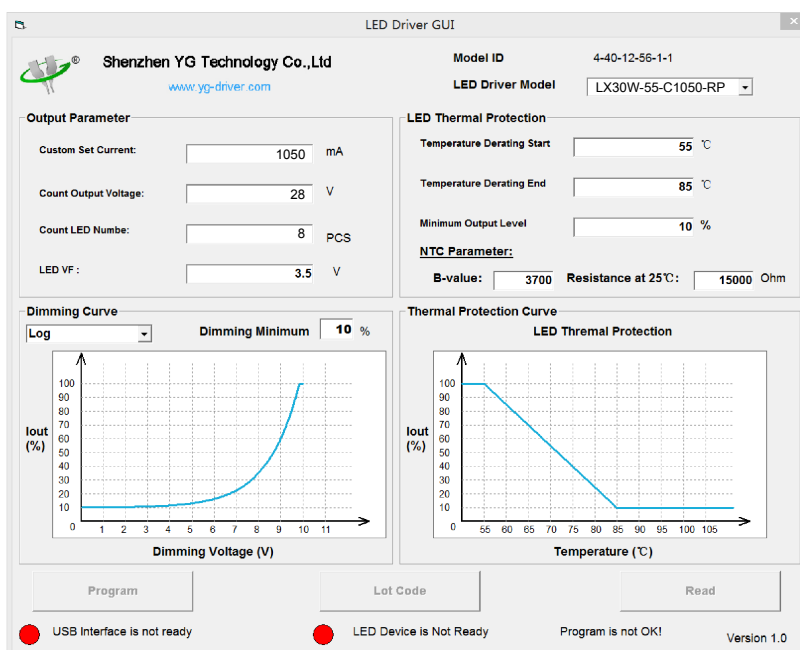 LED Driver GUI
®
Shenzhen YG Technology Co.,Ltd
www.yg-driver.com
Model ID 4-40-12-56-1-1
LED Driver Model LX30W-55-C1050-RP
Output Parameter
Custom Set Current: 1050 mA
Count Output Voltage: 28 V
Count LED Numbe: 8 PCS
LED VF : 3.5 V
LED Thermal Protection
Temperature Derating Start 55 ℃
Temperature Derating End 85 ℃
Minimum Output Level 10 %
NTC Parameter:
B-value: 3700 Resistance at 25℃: 15000 Ohm
Dimming Curve
Log Dimming Minimum 10 %
100
90
80
70
60
50
40
30
20
10
0
Iout
(%)
1 2 3 4 5 6 7 8 9 10 11
Dimming Voltage (V)
Thermal Protection Curve
LED Thremal Protection
100
90
80
70
60
50
40
30
20
10
0
Iout
(%)
55 60 65 70 75 80 85 90 95 100 105
Temperature (℃)
Program Lot Code Read
USB Interface is not ready LED Device is Not Ready Program is not OK! Version 1.0